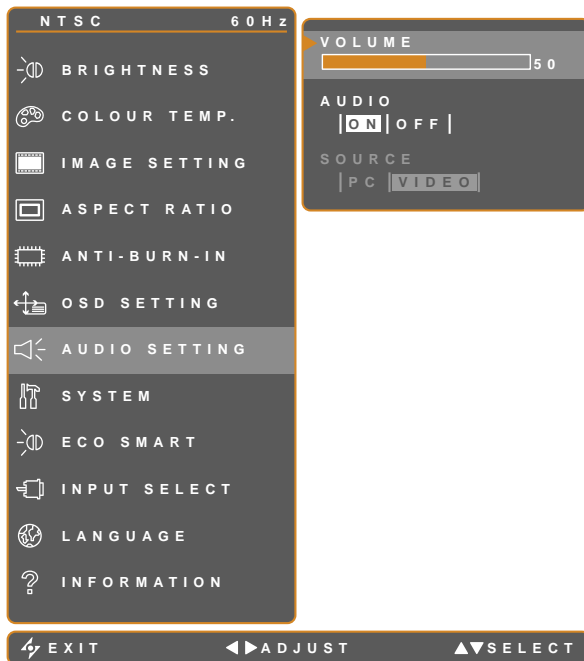 NTSC 60Hz
BRIGHTNESS
COLOUR TEMP.
IMAGE SETTING
ASPECT RATIO
ANTI-BURN-IN
OSD SETTING
AUDIO SETTING
SYSTEM
ECO SMART
INPUT SELECT
LANGUAGE
INFORMATION
VOLUME
50
AUDIO
ON OFF
SOURCE
PC VIDEO
EXIT ADJUST SELECT